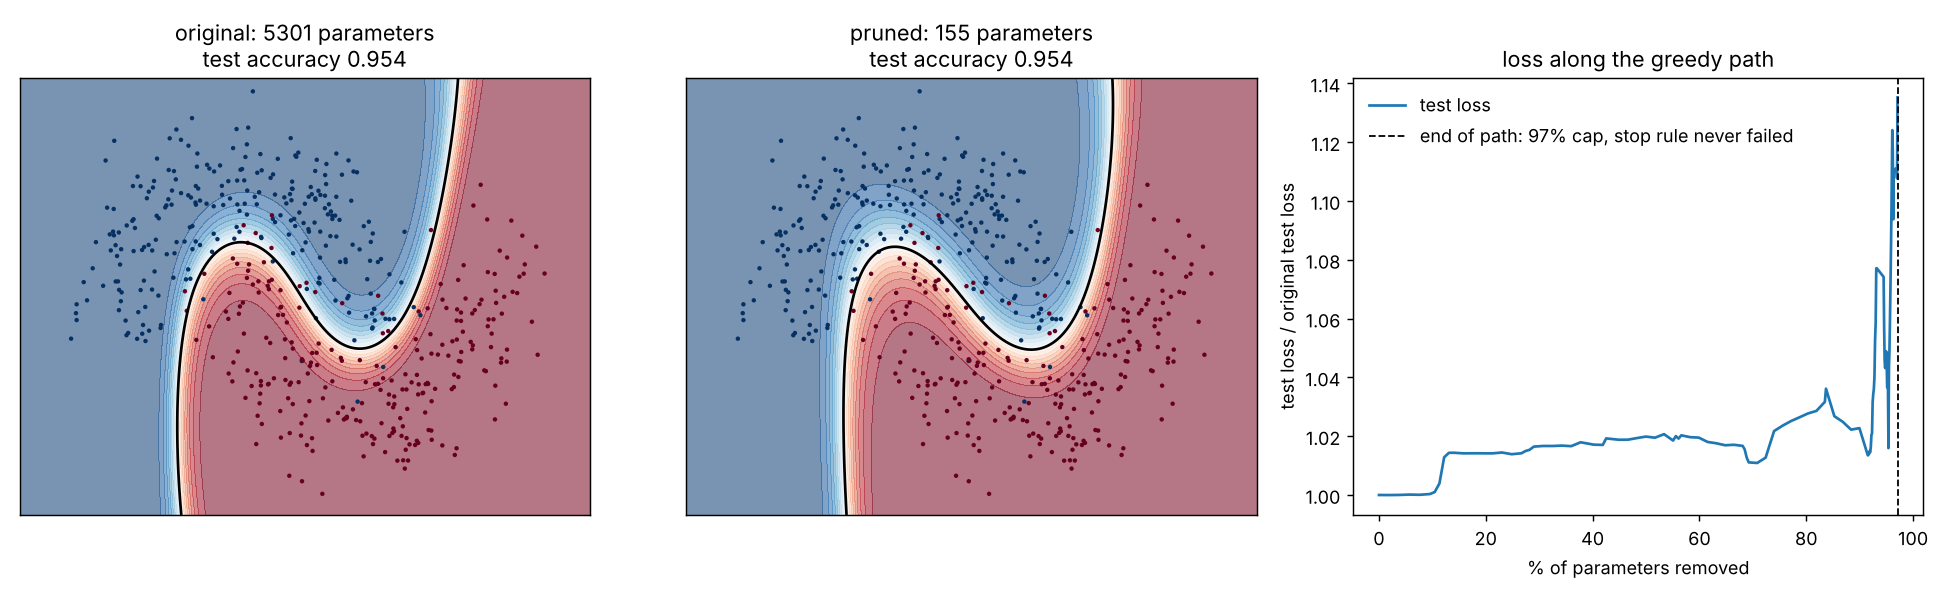 original: 5301 parameters
test accuracy 0.954
pruned: 155 parameters
test accuracy 0.954
loss along the greedy path
test loss / original test loss
1.14
1.12
1.10
1.08
1.06
1.04
1.02
1.00
test loss
end of path: 97% cap, stop rule never failed
0
20
40
60
80
100
% of parameters removed